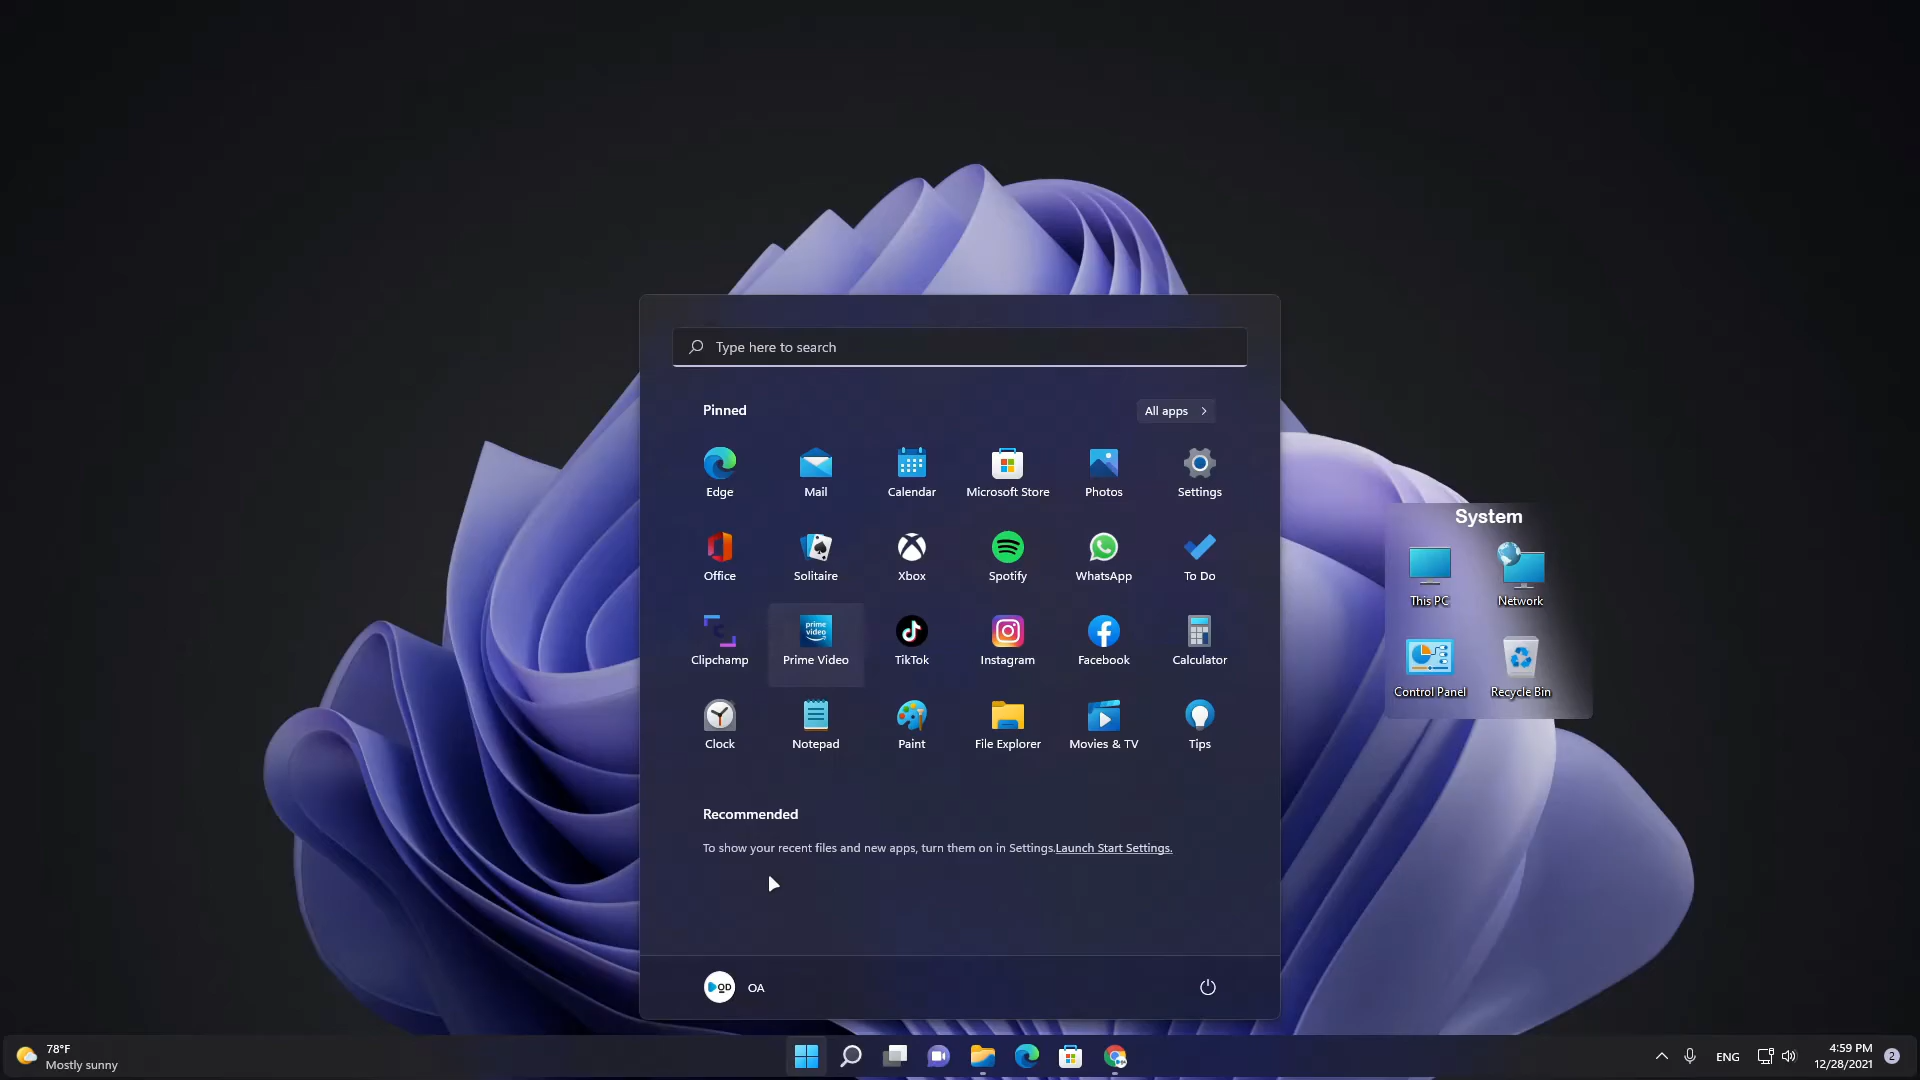 Type here to search
Pinned
All apps
Edge
Mail
Calendar
Microsoft Store
Photos
Settings
Office
Solitaire
Xbox
Spotify
WhatsApp
To Do
prime
video
Clipchamp
Prime Video
TikTok
Instagram
Facebook
Calculator
Clock
Notepad
Paint
File Explorer
Movies & TV
Tips
Recommended
To show your recent files and new apps, turn them on in Settings.Launch Start Settings.
OD
OA
System
This PC
Network
Control Panel
Recycle Bin
78°F
Mostly sunny
ENG
4:59 PM
12/28/2021
2